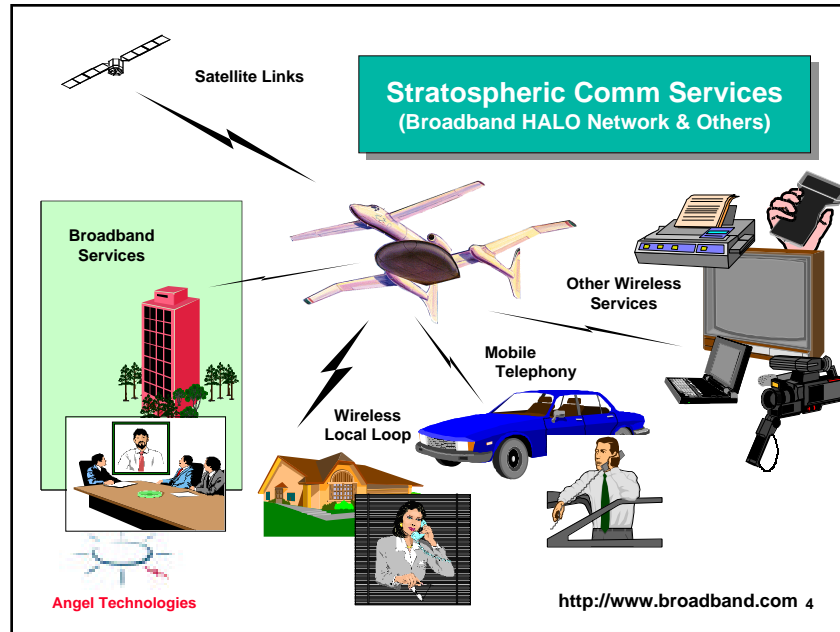 Satellite Links
Stratospheric Comm Services
(Broadband HALO Network & Others)
Broadband
Services
Other Wireless
Services
Mobile
Telephony
Wireless
Local Loop
Angel Technologies
http://www.broadband.com 4